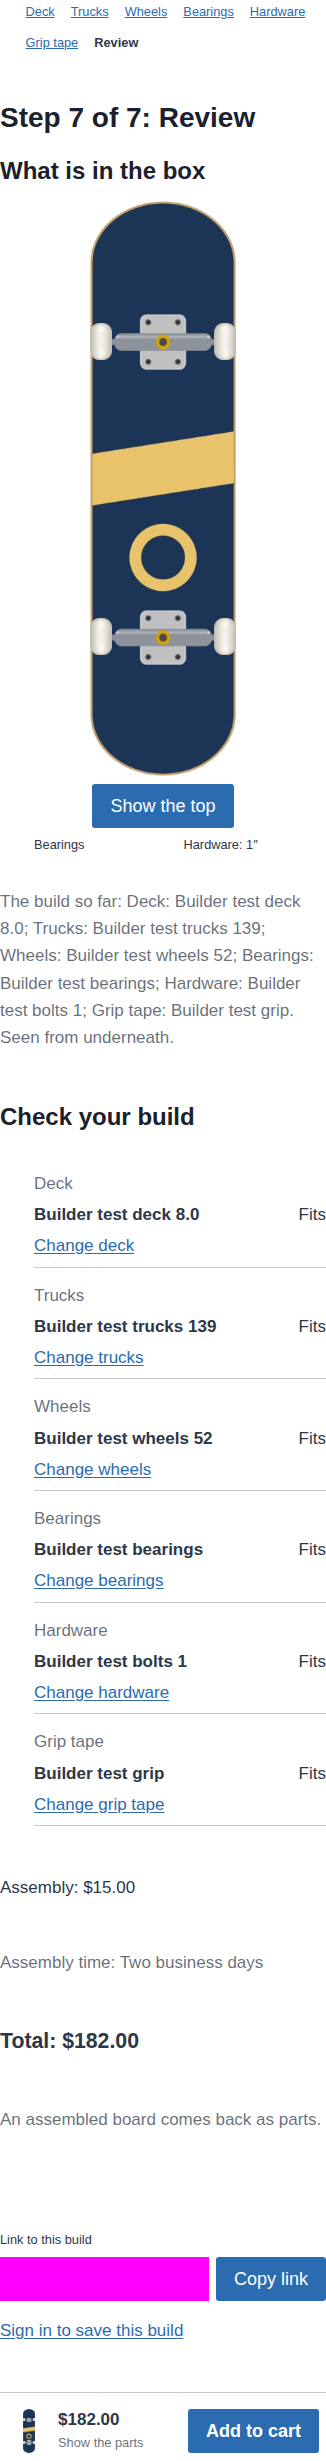 Deck Trucks Wheels Bearings Hardware
Grip tape Review
Step 7 of 7: Review
What is in the box
Show the top
Bearings Hardware: 1″
The build so far: Deck: Builder test deck
8.0; Trucks: Builder test trucks 139;
Wheels: Builder test wheels 52; Bearings:
Builder test bearings; Hardware: Builder
test bolts 1; Grip tape: Builder test grip.
Seen from underneath.
Check your build
Deck
Builder test deck 8.0 Fits
Change deck
Trucks
Builder test trucks 139 Fits
Change trucks
Wheels
Builder test wheels 52 Fits
Change wheels
Bearings
Builder test bearings Fits
Change bearings
Hardware
Builder test bolts 1 Fits
Change hardware
Grip tape
Builder test grip Fits
Change grip tape
Assembly: $15.00
Assembly time: Two business days
Total: $182.00
An assembled board comes back as parts.
Link to this build
Copy link
Sign in to save this build
$182.00
Show the parts
Add to cart